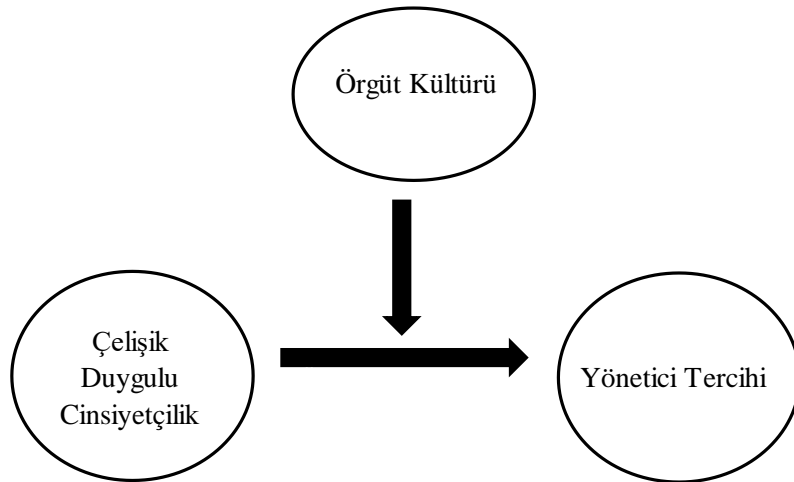 Örgüt Kültürü
Çelişik
Duygulu
Cinsiyetçilik
Yönetici Tercihi